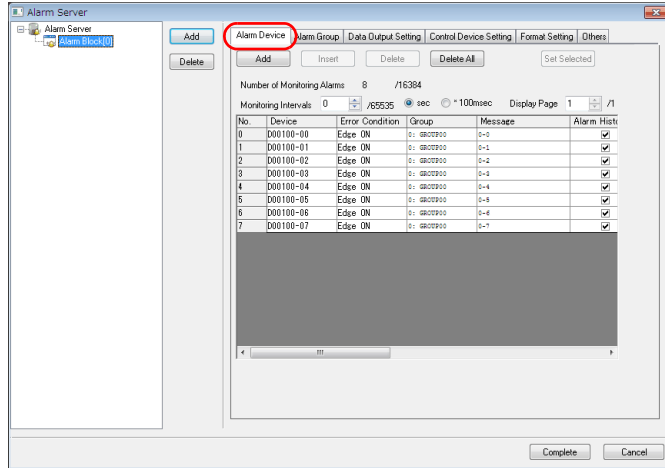 Alarm Server
Alarm Server
Alarm Block[0]
Add
Delete
Alarm Device
Alarm Group
Data Output Setting
Control Device Setting
Format Setting
Others
Add
Insert
Delete
Delete All
Set Selected
Number of Monitoring Alarms 8 /16384
Monitoring Intervals 0 /65535 sec * 100msec Display Page 1 /1
No. Device Error Condition Group Message Alarm Histo
0 D00100-00 Edge ON 0: GROUP00 0-0
1 D00100-01 Edge ON 0: GROUP00 0-1
2 D00100-02 Edge ON 0: GROUP00 0-2
3 D00100-03 Edge ON 0: GROUP00 0-3
4 D00100-04 Edge ON 0: GROUP00 0-4
5 D00100-05 Edge ON 0: GROUP00 0-5
6 D00100-06 Edge ON 0: GROUP00 0-6
7 D00100-07 Edge ON 0: GROUP00 0-7
Complete
Cancel